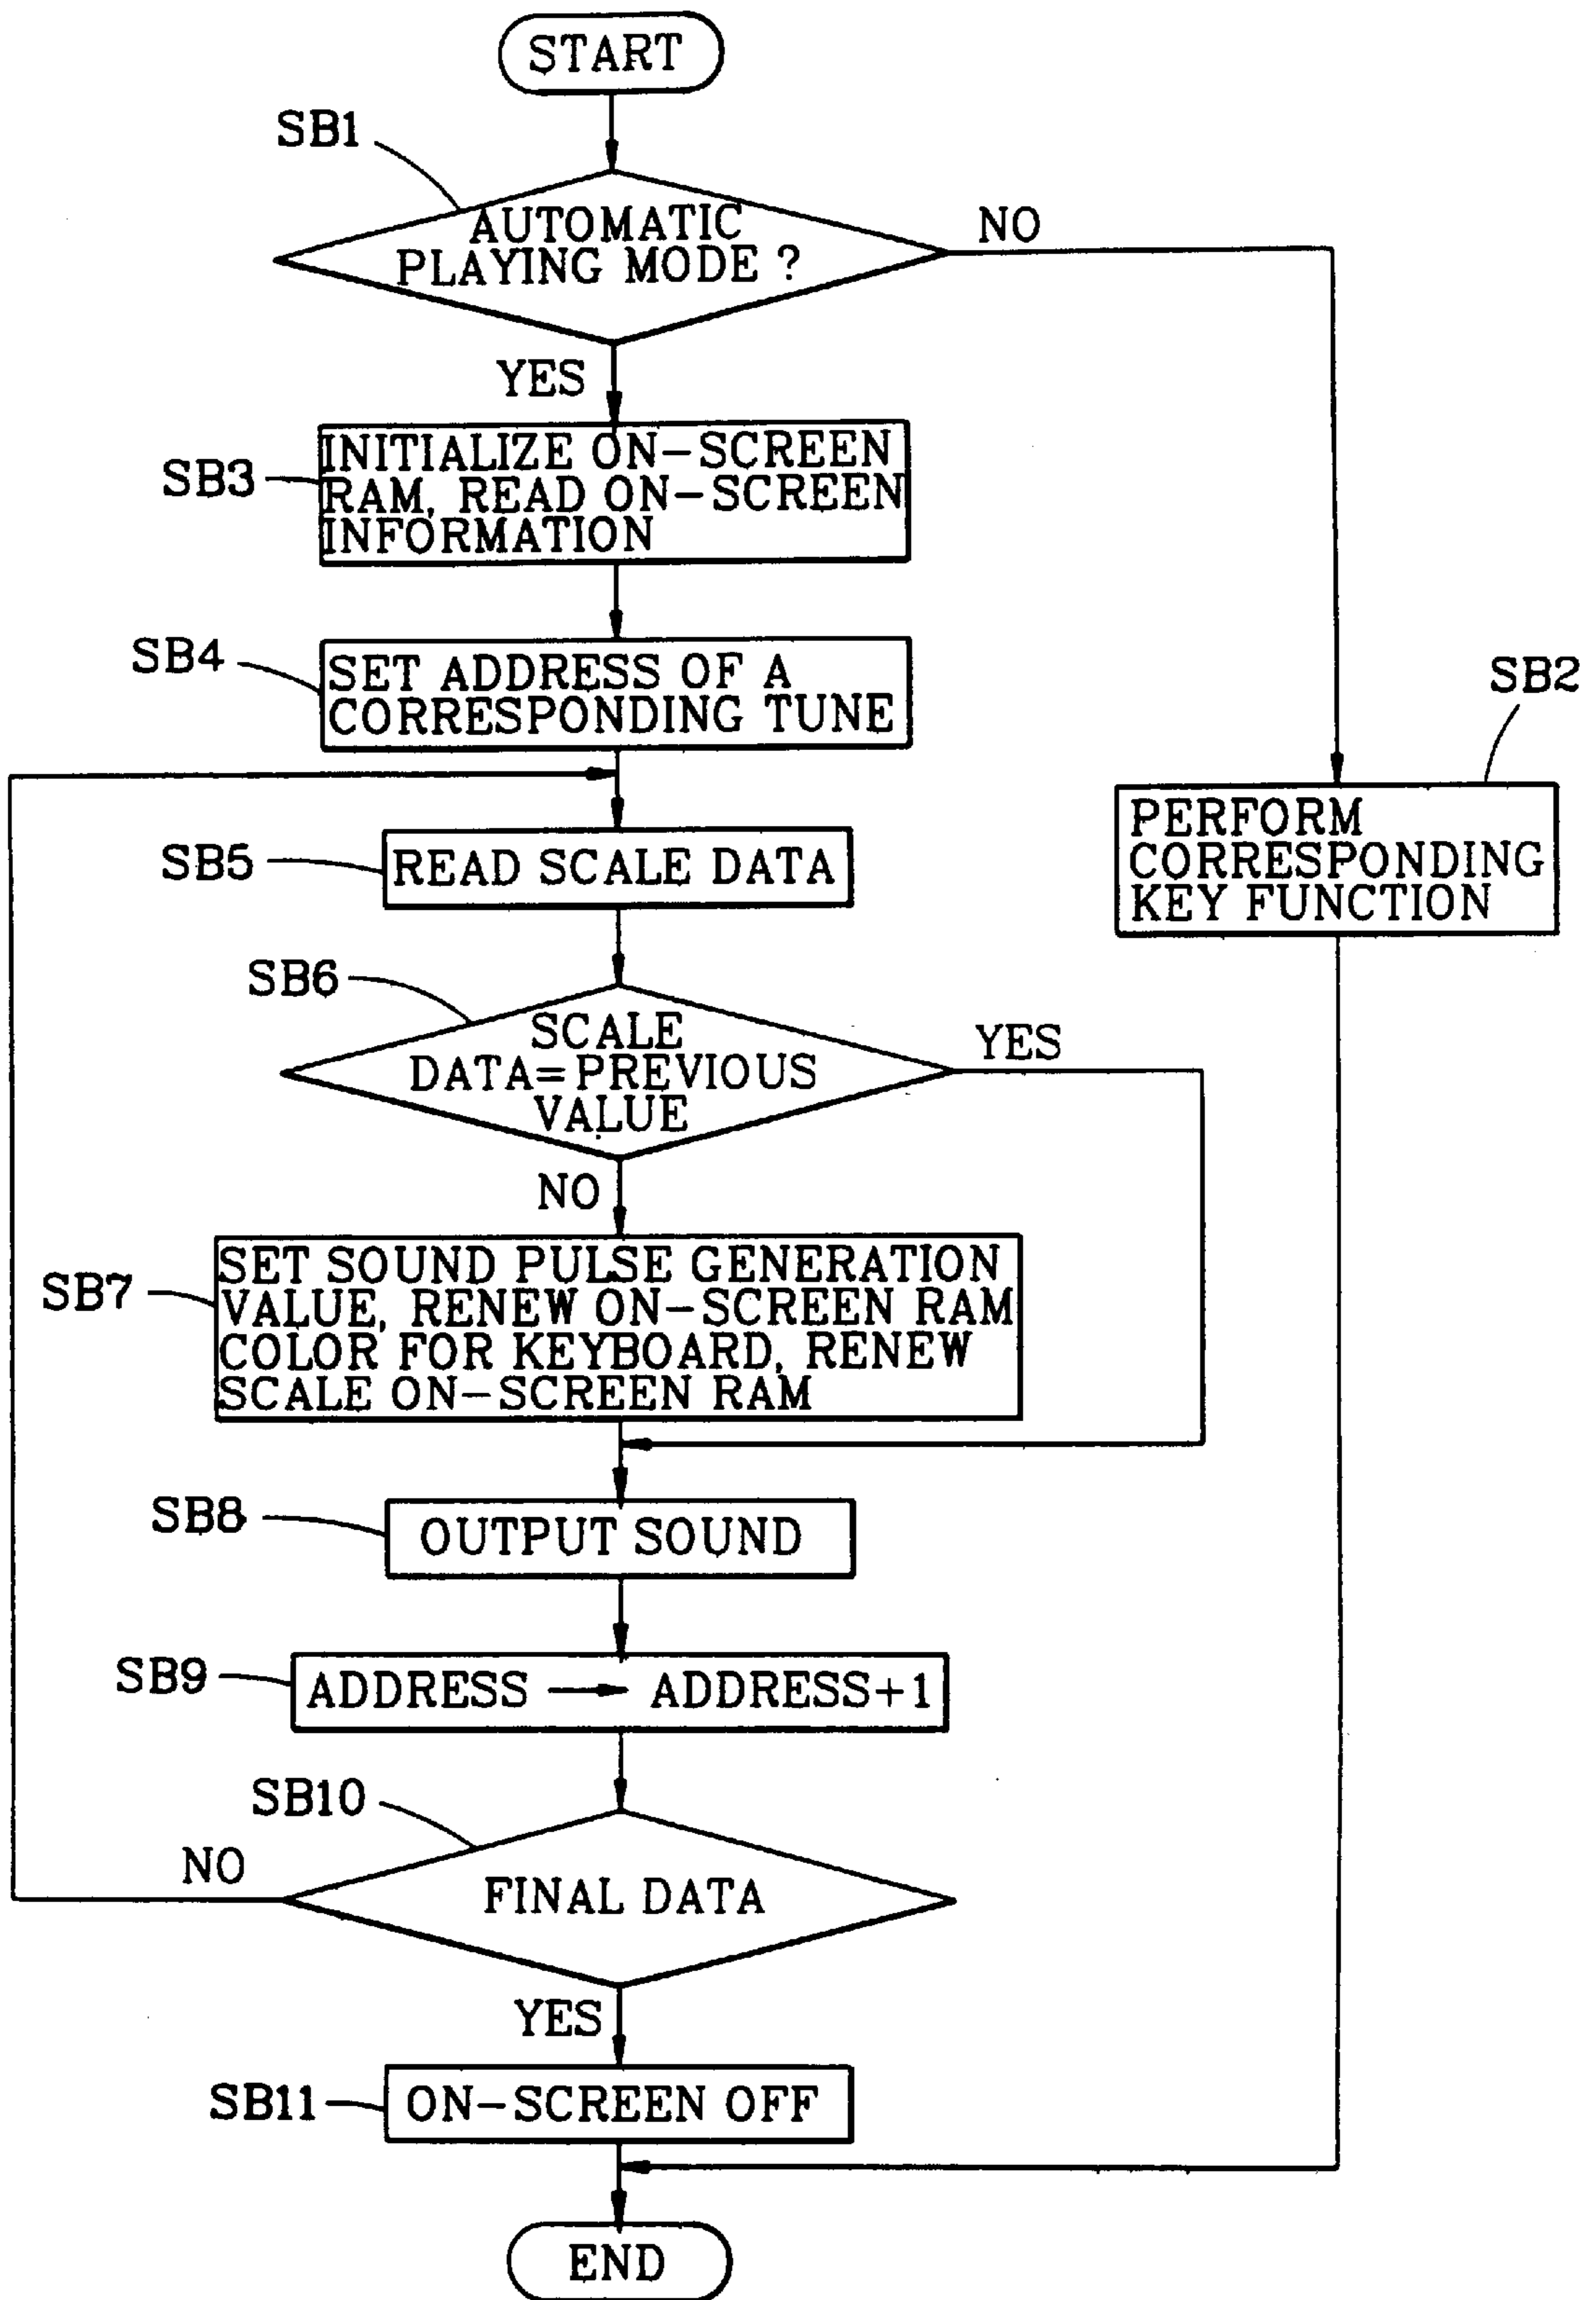 START
SB1
AUTOMATIC
PLAYING MODE ?
NO
YES
SB3
INITIALIZE ON-SCREEN
RAM, READ ON-SCREEN
INFORMATION
SB4
SET ADDRESS OF A
CORRESPONDING TUNE
SB2
PERFORM
CORRESPONDING
KEY FUNCTION
SB5
READ SCALE DATA
SB6
SCALE
DATA=PREVIOUS
VALUE
YES
NO
SB7
SET SOUND PULSE GENERATION
VALUE, RENEW ON-SCREEN RAM
COLOR FOR KEYBOARD, RENEW
SCALE ON-SCREEN RAM
SB8
OUTPUT SOUND
SB9
ADDRESS → ADDRESS+1
SB10
NO
FINAL DATA
YES
SB11
ON-SCREEN OFF
END